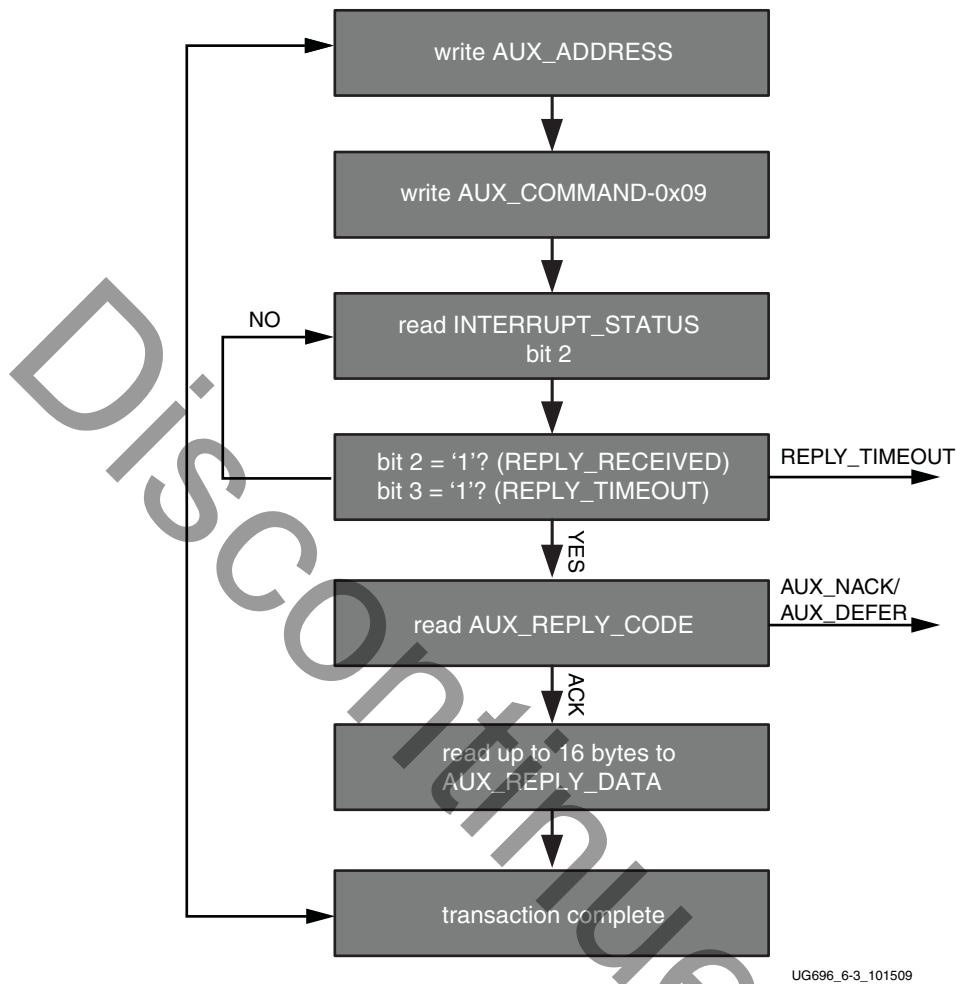 write AUX_ADDRESS
write AUX_COMMAND-0x09
NO
read INTERRUPT_STATUS
bit 2
bit 2 = ‘1’? (REPLY_RECEIVED)
bit 3 = ‘1’? (REPLY_TIMEOUT)
REPLY_TIMEOUT
YES
read AUX_REPLY_CODE
AUX_NACK/
AUX_DEFER
ACK
read up to 16 bytes to
AUX_REPLY_DATA
transaction complete
UG696_6-3_101509
Discontinue